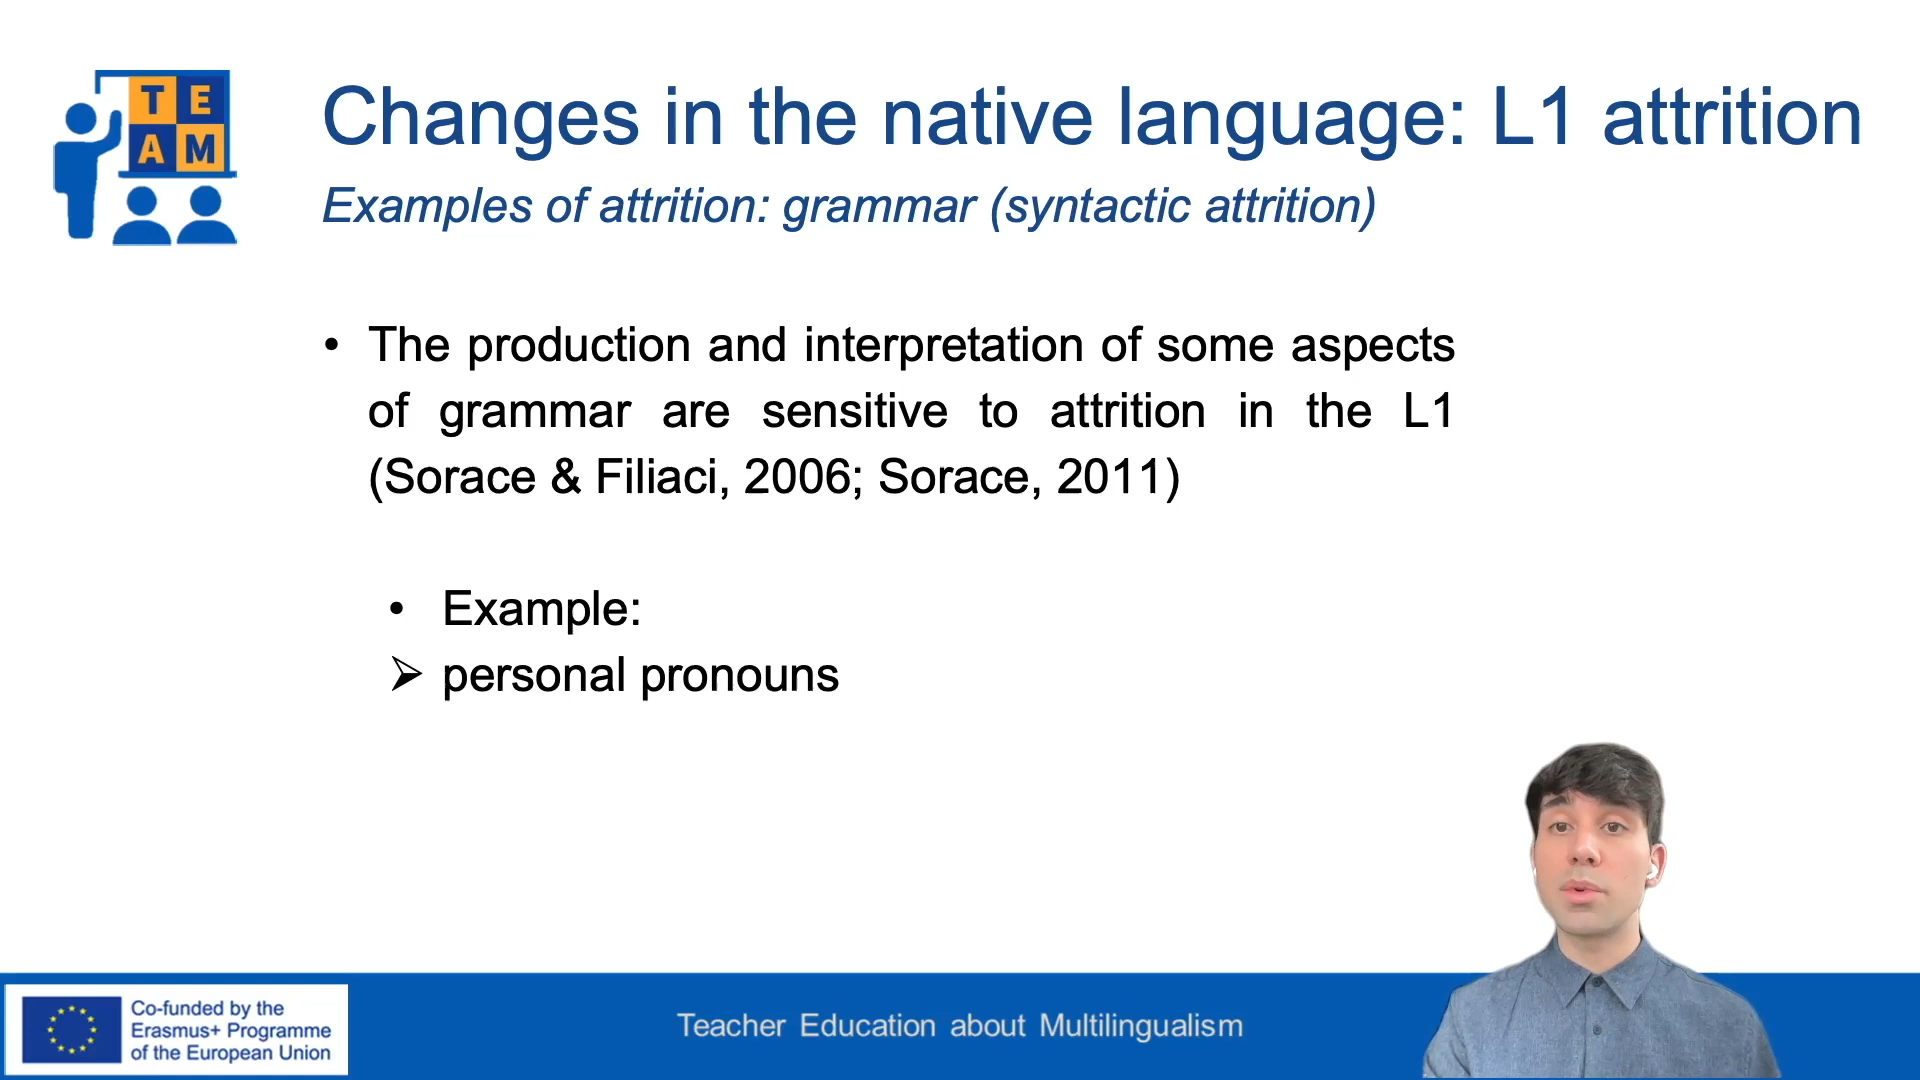 T E
A M
Changes in the native language: L1 attrition
Examples of attrition: grammar (syntactic attrition)
• The production and interpretation of some aspects
of grammar are sensitive to attrition in the L1
(Sorace & Filiaci, 2006; Sorace, 2011)
• Example:
➢ personal pronouns
Co-funded by the
Erasmus+ Programme
of the European Union
Teacher Education about Multilingualism